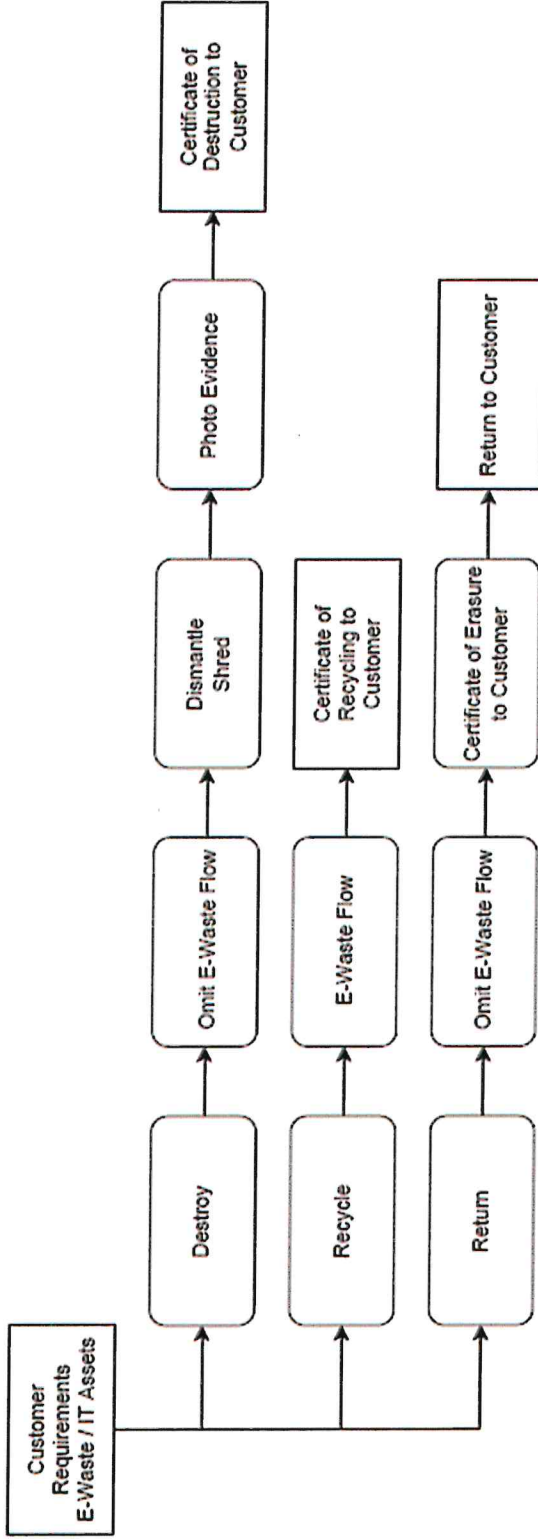 Customer
Requirements
E-Waste / IT Assets
Destroy
Omit E-Waste Flow
Dismantle
Shred
Photo Evidence
Certificate of
Destruction to
Customer
Recycle
E-Waste Flow
Certificate of
Recycling to
Customer
Return
Omit E-Waste Flow
Certificate of Erasure
to Customer
Return to Customer